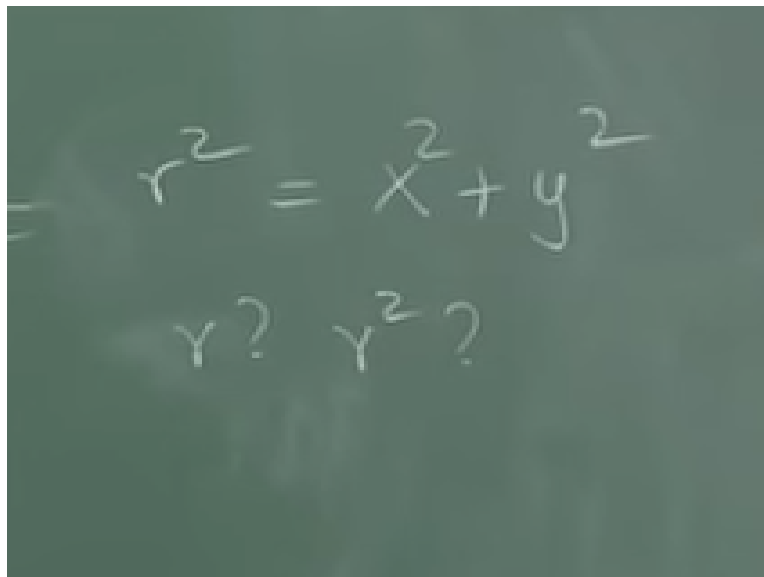 = r² = x² + y²
r? r²?